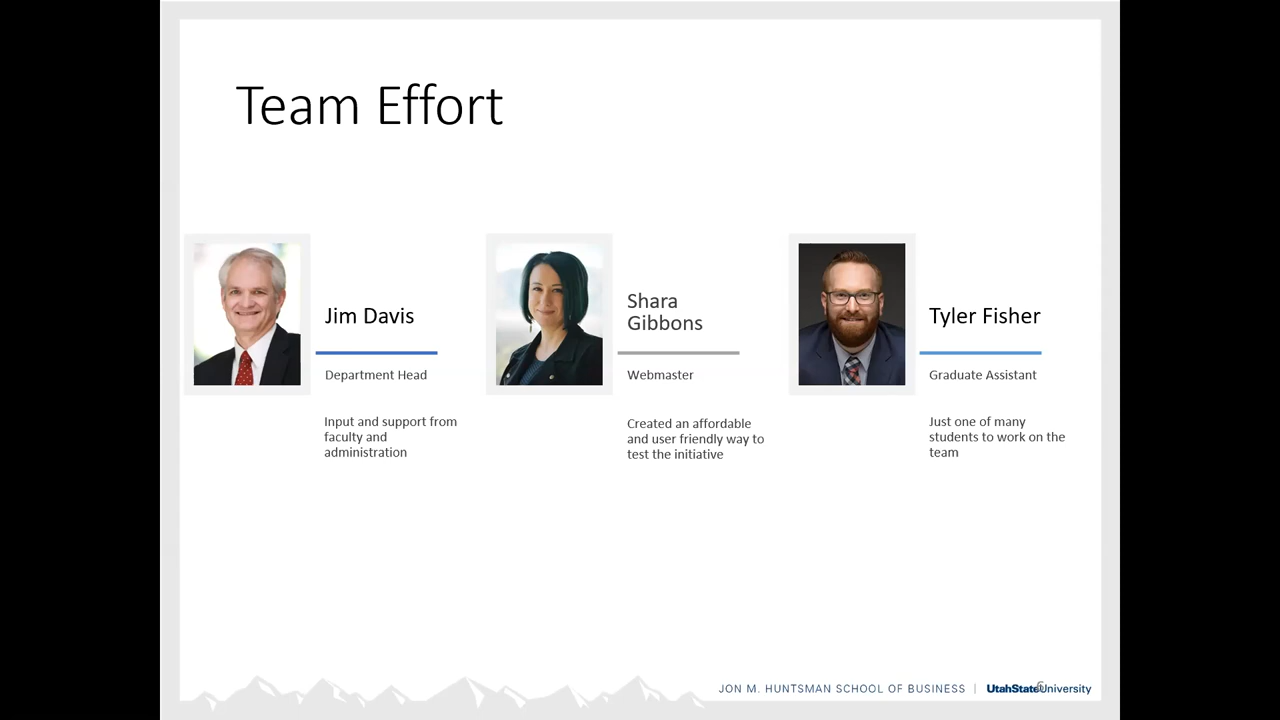 Team Effort
Jim Davis
Department Head
Input and support from
faculty and
administration
Shara
Gibbons
Webmaster
Created an affordable
and user friendly way to
test the initiative
Tyler Fisher
Graduate Assistant
Just one of many
students to work on the
team
JON M. HUNTSMAN SCHOOL OF BUSINESS | UtahStateUniversity